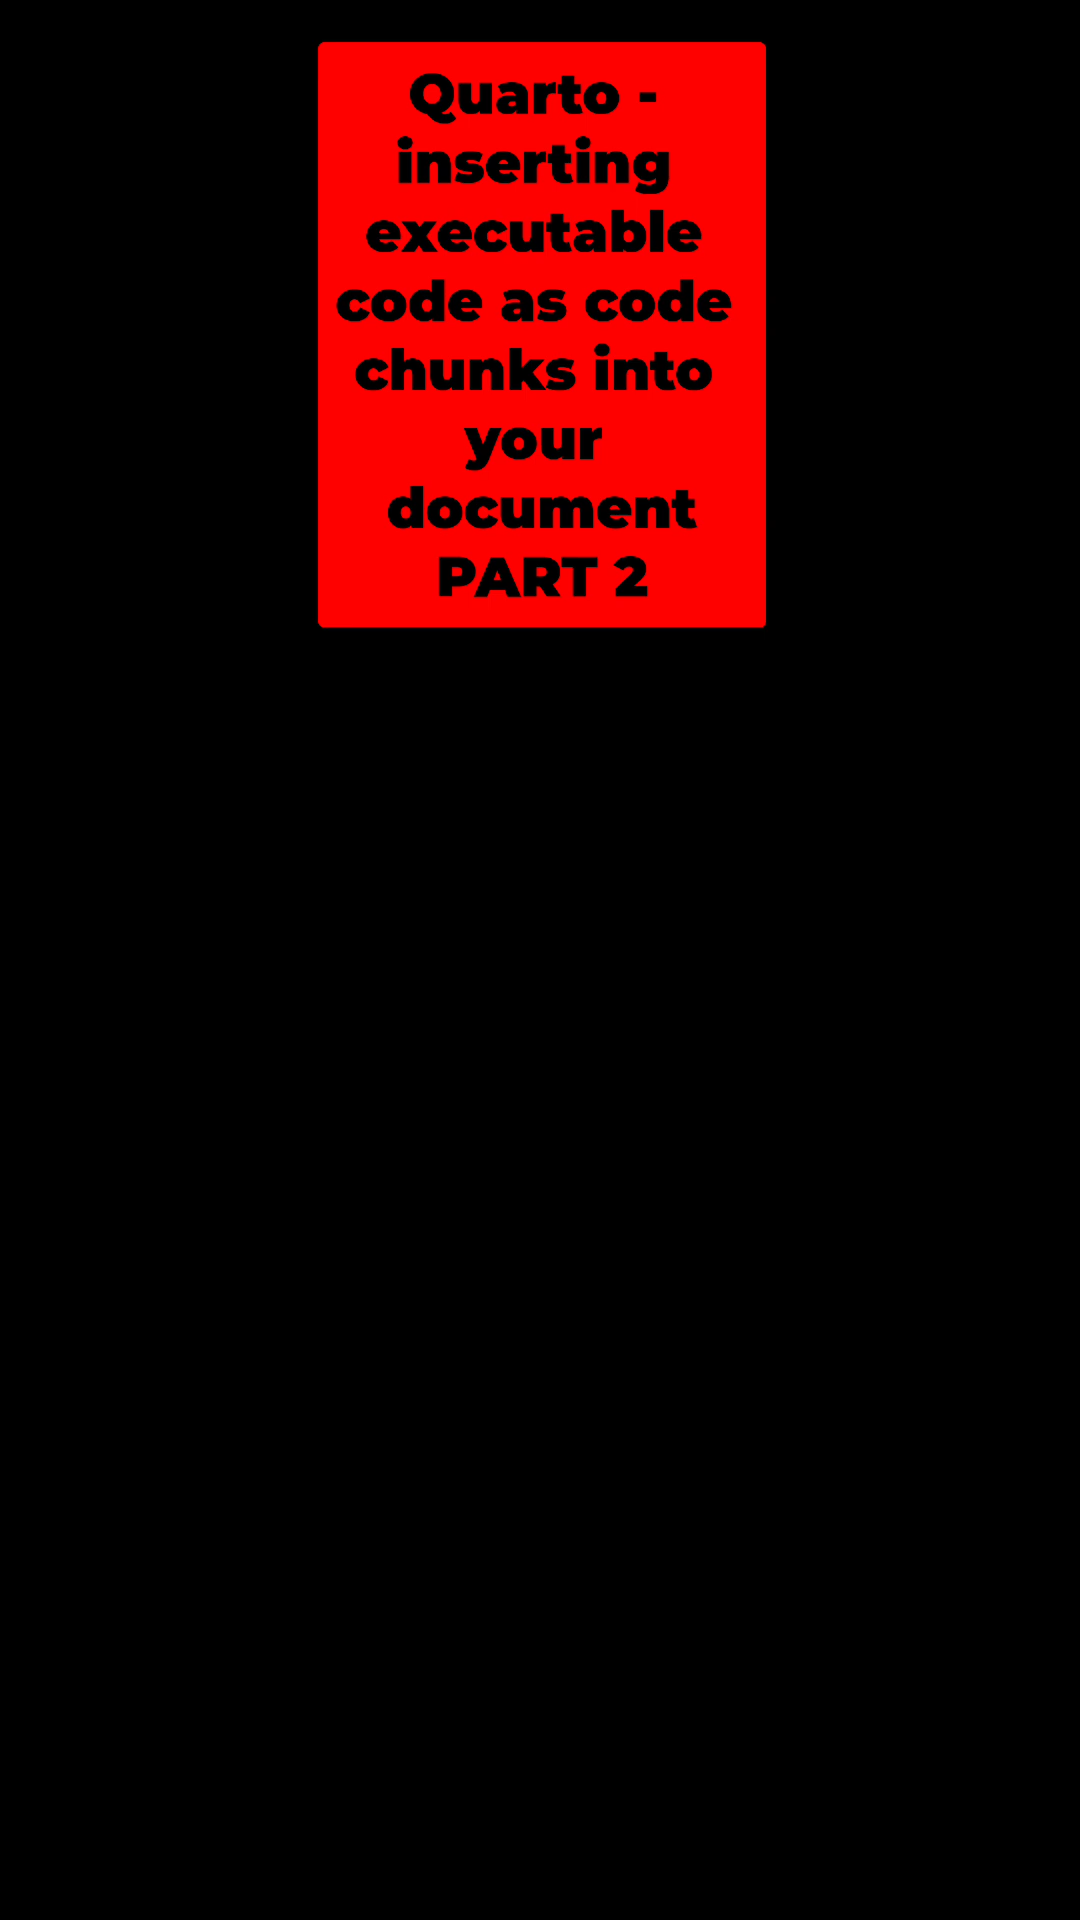 Quarto -
inserting
executable
code as code
chunks into
your
document
PART 2